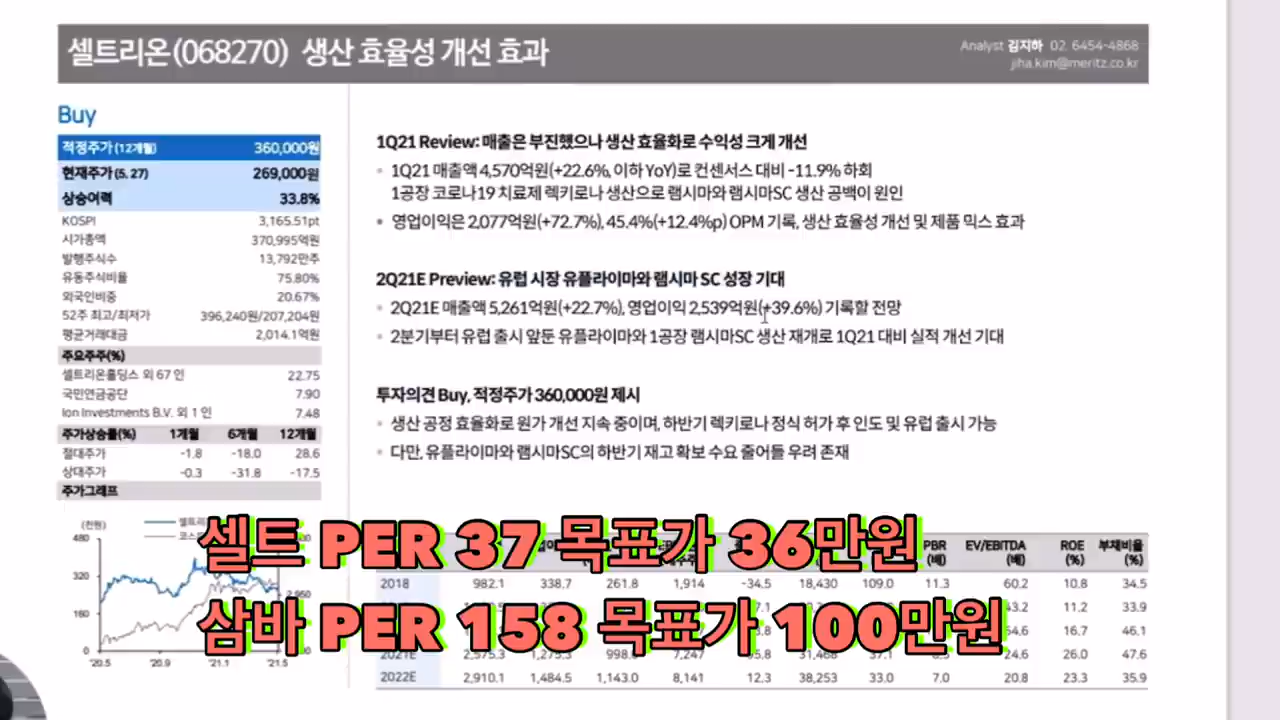 셀트리온(068270) 생산 효율성 개선 효과
Analyst 김지하 02. 6454-4868
jiha.kim@meritz.co.kr
Buy
적정주가 (12개월) 360,000원
현재주가 (5. 27) 269,000원
상승여력 33.8%
KOSPI 3,165.51pt
시가총액 370,995억원
발행주식수 13,792만주
유동주식비율 75.80%
외국인비중 20.67%
52주 최고/최저가 396,240원/207,204원
평균거래대금 2,014.1억원
주요주주(%)
셀트리온홀딩스 외 67 인 22.75
국민연금공단 7.90
Ion Investments B.V. 외 1 인 7.48
주가상승률(%) 1개월 6개월 12개월
절대주가 -1.8 -18.0 28.6
상대주가 -0.3 -31.8 -17.5
주가그래프
(천원)
480
320
160
0
'20.5 '20.9 '21.1 '21.5
1Q21 Review: 매출은 부진했으나 생산 효율화로 수익성 크게 개선
1Q21 매출액 4,570억원(+22.6%, 이하 YoY)로 컨센서스 대비 -11.9% 하회
1공장 코로나19 치료제 렉키로나 생산으로 램시마와 램시마SC 생산 공백이 원인
영업이익은 2,077억원(+72.7%), 45.4%(+12.4%p) OPM 기록, 생산 효율성 개선 및 제품 믹스 효과
2Q21E Preview: 유럽 시장 유플라이마와 램시마 SC 성장 기대
2Q21E 매출액 5,261억원(+22.7%), 영업이익 2,539억원(+39.6%) 기록할 전망
2분기부터 유럽 출시 앞둔 유플라이마와 1공장 램시마SC 생산 재개로 1Q21 대비 실적 개선 기대
투자의견 Buy, 적정주가 360,000원 제시
생산 공정 효율화로 원가 개선 지속 중이며, 하반기 렉키로나 정식 허가 후 인도 및 유럽 출시 가능
다만, 유플라이마와 램시마SC의 하반기 재고 확보 수요 줄어들 우려 존재
셀트 PER 37 목표가 36만원
삼바 PER 158 목표가 100만원
PBR (배) EV/EBITDA (배) ROE (%) 부채비율 (%)
2018 982.1 338.7 261.8 1,914 -34.5 18,430 109.0 11.3 60.2 10.8 34.5
11.2 33.9
16.7 46.1
24.6 26.0 47.6
2022E 2,910.1 1,484.5 1,143.0 8,141 12.3 38,253 33.0 7.0 20.8 23.3 35.9